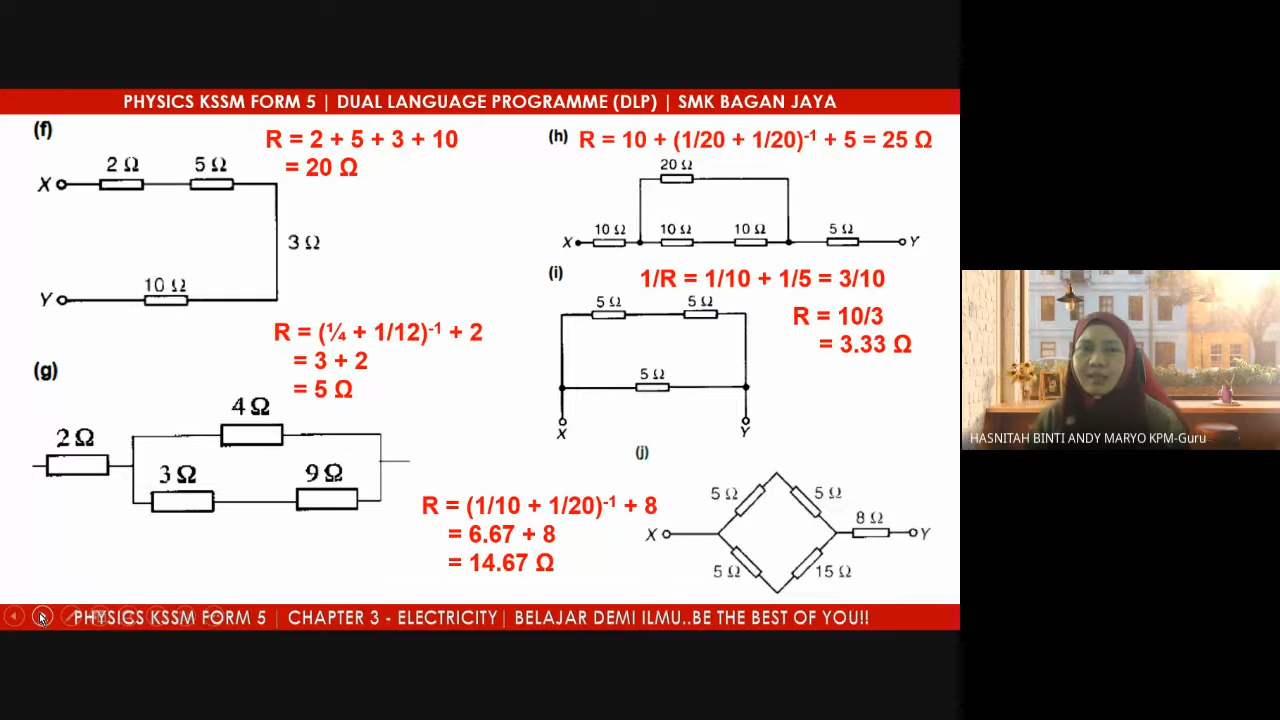 PHYSICS KSSM FORM 5 | DUAL LANGUAGE PROGRAMME (DLP) | SMK BAGAN JAYA
(f)
R = 2 + 5 + 3 + 10
= 20 Ω
2 Ω 5 Ω
X
3 Ω
10 Ω
Y
R = (¼ + 1/12)⁻¹ + 2
= 3 + 2
= 5 Ω
(g)
4 Ω
2 Ω
3 Ω 9 Ω
(h) R = 10 + (1/20 + 1/20)⁻¹ + 5 = 25 Ω
20 Ω
10 Ω 10 Ω 10 Ω 5 Ω
X Y
(i)
1/R = 1/10 + 1/5 = 3/10
R = 10/3
= 3.33 Ω
5 Ω 5 Ω
5 Ω
X Y
(j)
R = (1/10 + 1/20)⁻¹ + 8
= 6.67 + 8
= 14.67 Ω
5 Ω 5 Ω
X 8 Ω Y
5 Ω 15 Ω
PHYSICS KSSM FORM 5 | CHAPTER 3 - ELECTRICITY | BELAJAR DEMI ILMU..BE THE BEST OF YOU!!
HASNITAH BINTI ANDY MARYO KPM-Guru